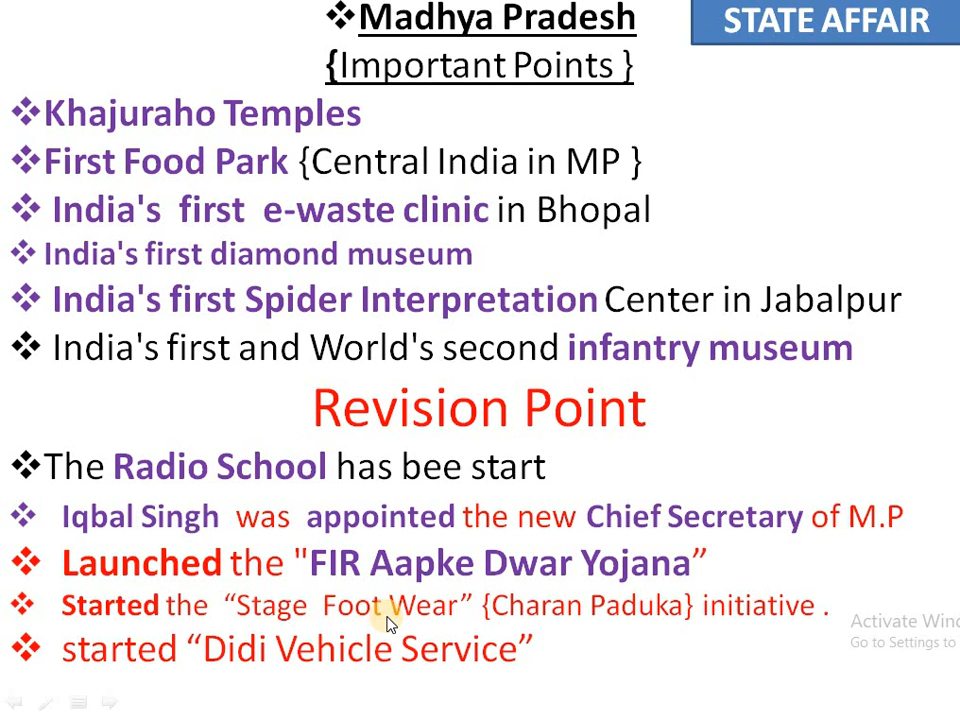 ❖Madhya Pradesh
STATE AFFAIR
{Important Points }
❖Khajuraho Temples
❖First Food Park {Central India in MP }
❖ India's first e-waste clinic in Bhopal
❖ India's first diamond museum
❖ India's first Spider Interpretation Center in Jabalpur
❖ India's first and World's second infantry museum
Revision Point
❖The Radio School has bee start
❖ Iqbal Singh was appointed the new Chief Secretary of M.P
❖ Launched the "FIR Aapke Dwar Yojana”
❖ Started the “Stage Foot Wear” {Charan Paduka} initiative .
❖ started “Didi Vehicle Service”
Activate Wind
Go to Settings to